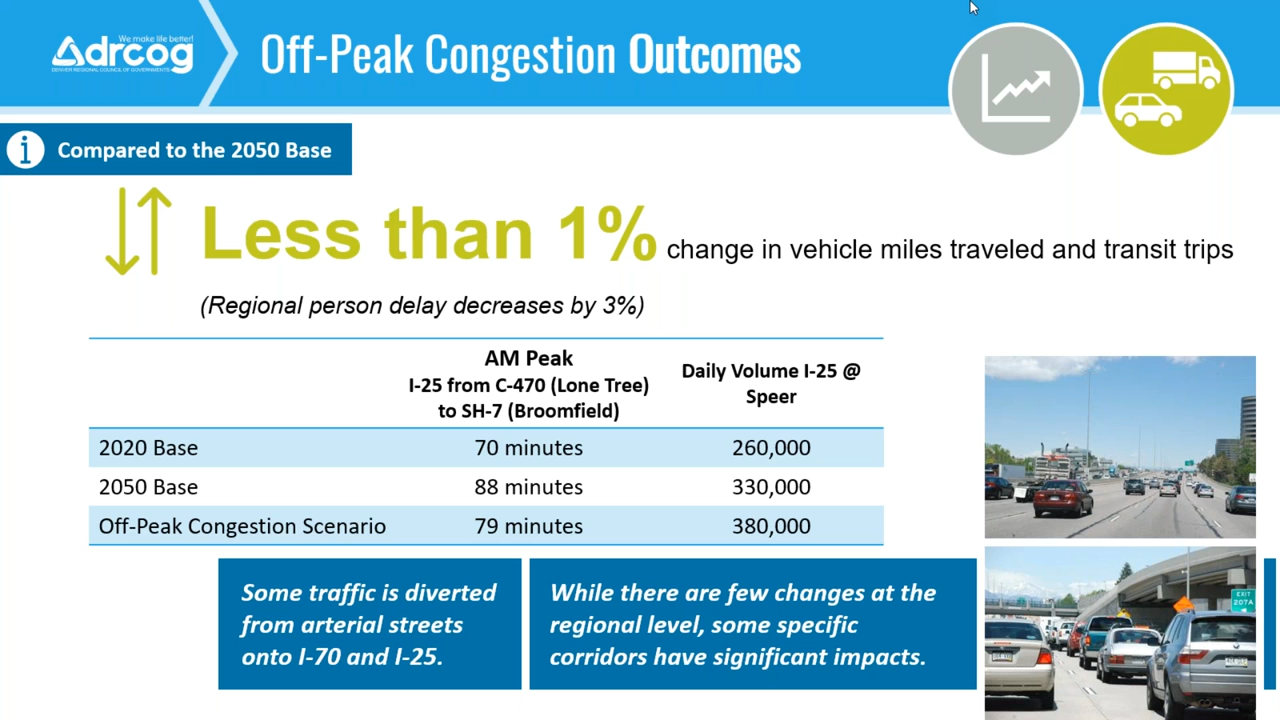 We make life better!
drcog
DENVER REGIONAL COUNCIL OF GOVERNMENTS
Off-Peak Congestion Outcomes
Compared to the 2050 Base
Less than 1% change in vehicle miles traveled and transit trips
(Regional person delay decreases by 3%)
AM Peak
I-25 from C-470 (Lone Tree)
to SH-7 (Broomfield)
Daily Volume I-25 @
Speer
2020 Base 70 minutes 260,000
2050 Base 88 minutes 330,000
Off-Peak Congestion Scenario 79 minutes 380,000
Some traffic is diverted
from arterial streets
onto I-70 and I-25.
While there are few changes at the
regional level, some specific
corridors have significant impacts.
EXIT
207A